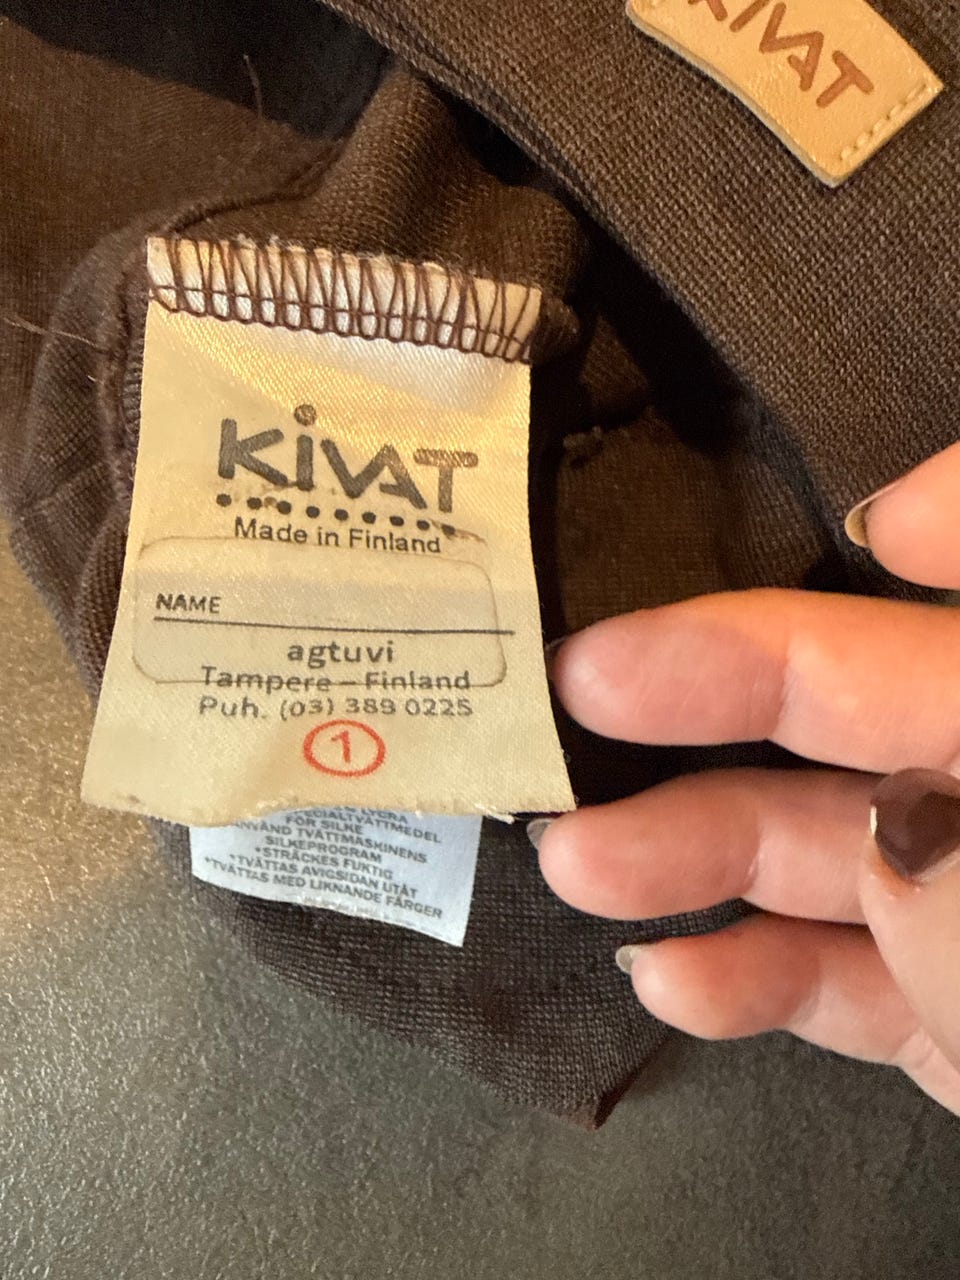 KIVAT
KiVAT
Made in Finland
NAME
agtuvi
Tampere – Finland
Puh. (03) 389 0225
1
LYCRA
FÖR SILKE
TVÄTTMASKINENS
SILKEPROGRAM
*STRÄCKES FUKTIG
*TVÄTTAS AVIGSIDAN UTÅT
TVÄTTAS MED LIKNANDE FÄRGER